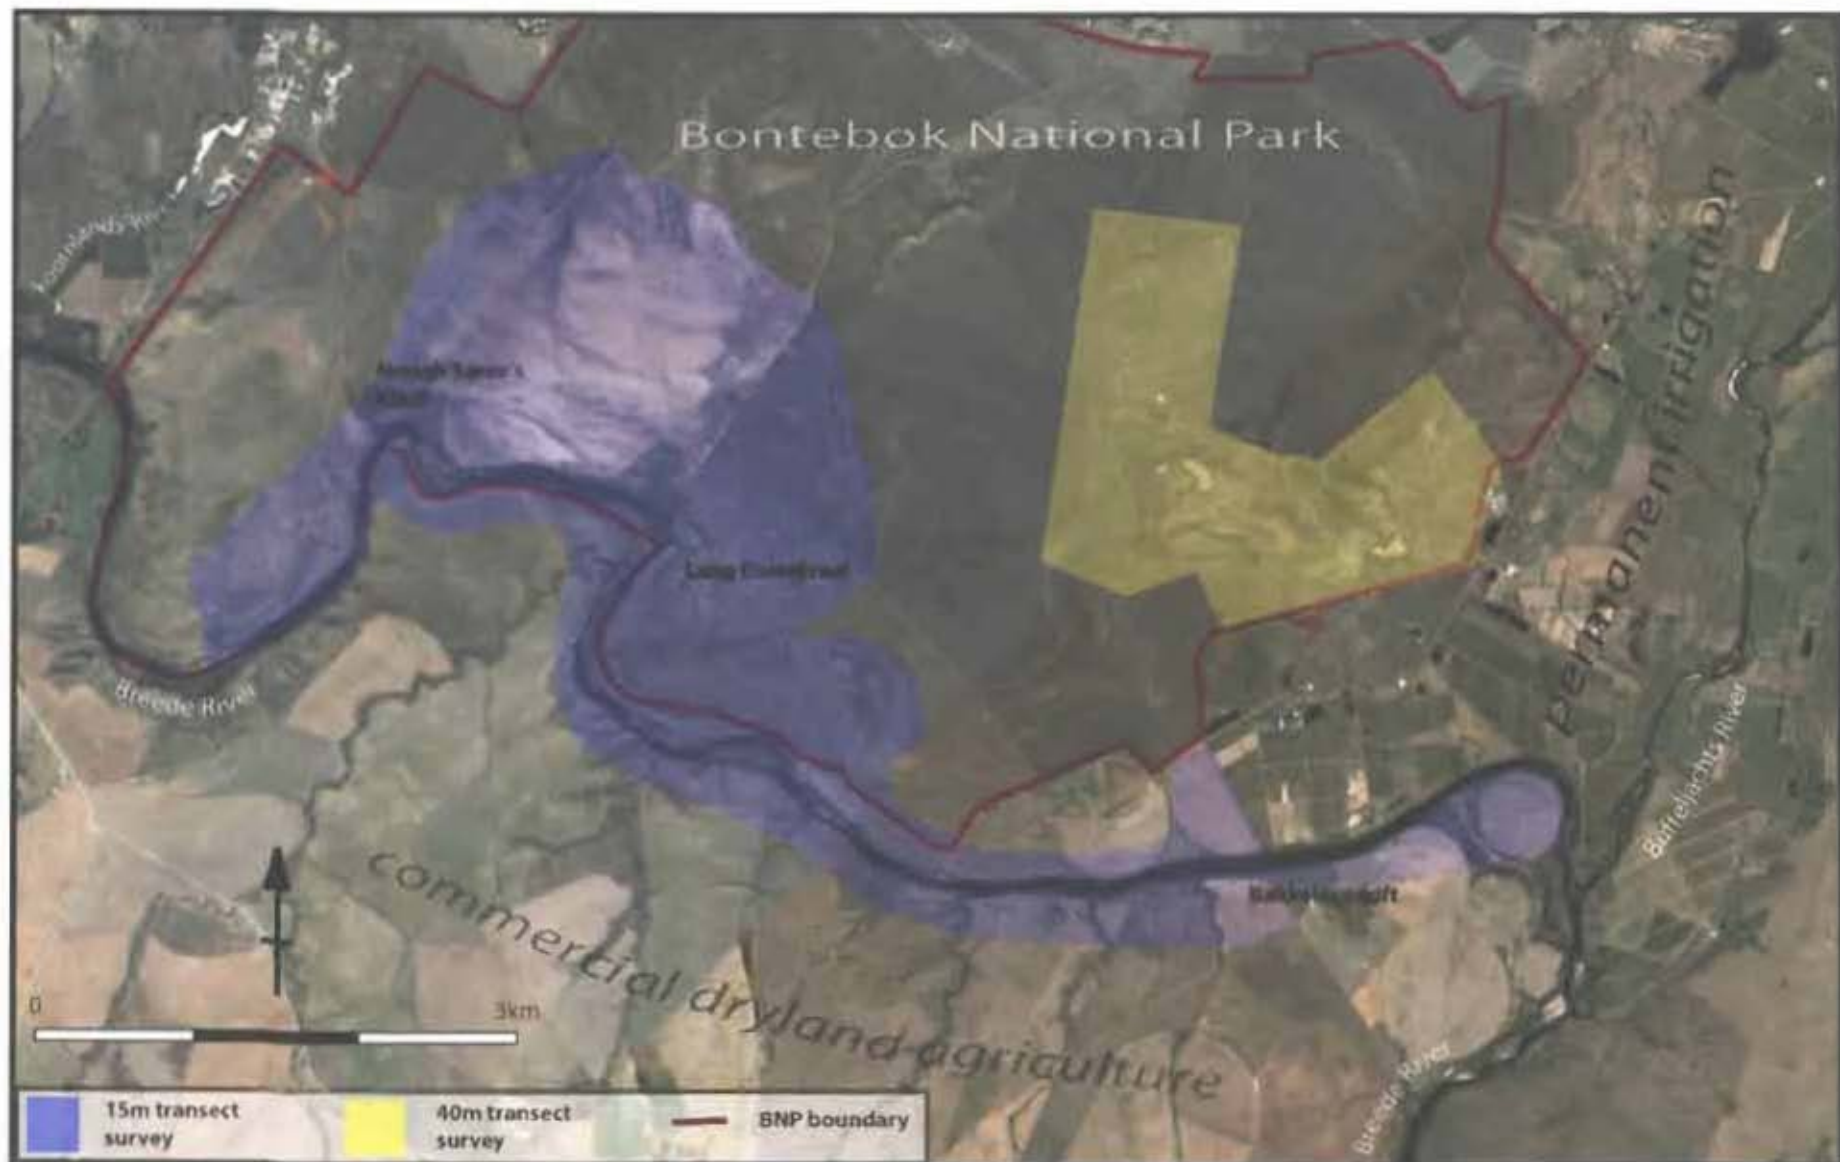 Bontebok National Park
permanent irrigation
Breede River
Buffeljachts River
commercial dryland agriculture
Breede River
0 3km
15m transect
survey
40m transect
survey
BNP boundary